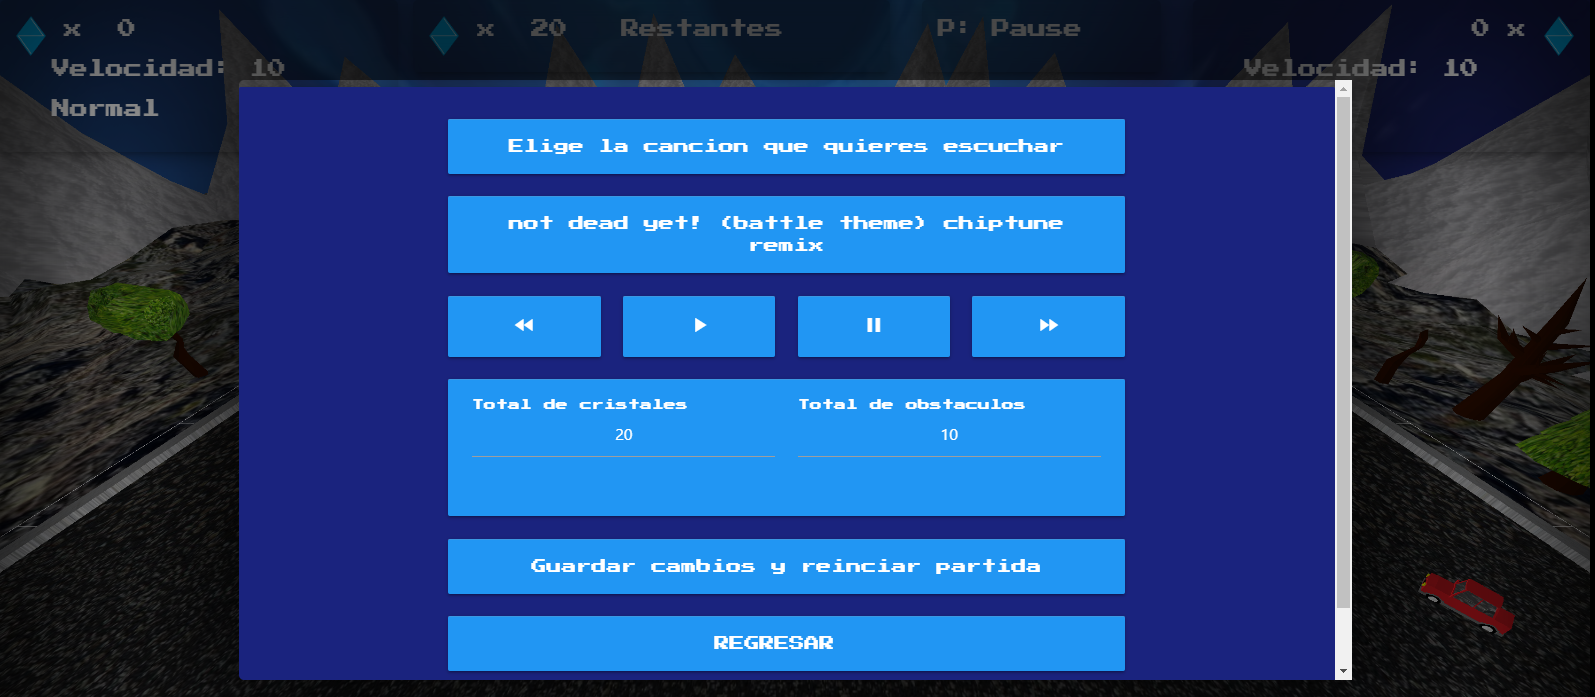 x 0
x 20 Restantes
P: Pause
0 x
Velocidad: 10
Velocidad: 10
Normal
Elige la cancion que quieres escuchar
not dead yet! (battle theme) chiptune
remix
Total de cristales
Total de obstaculos
20
10
Guardar cambios y reinciar partida
REGRESAR